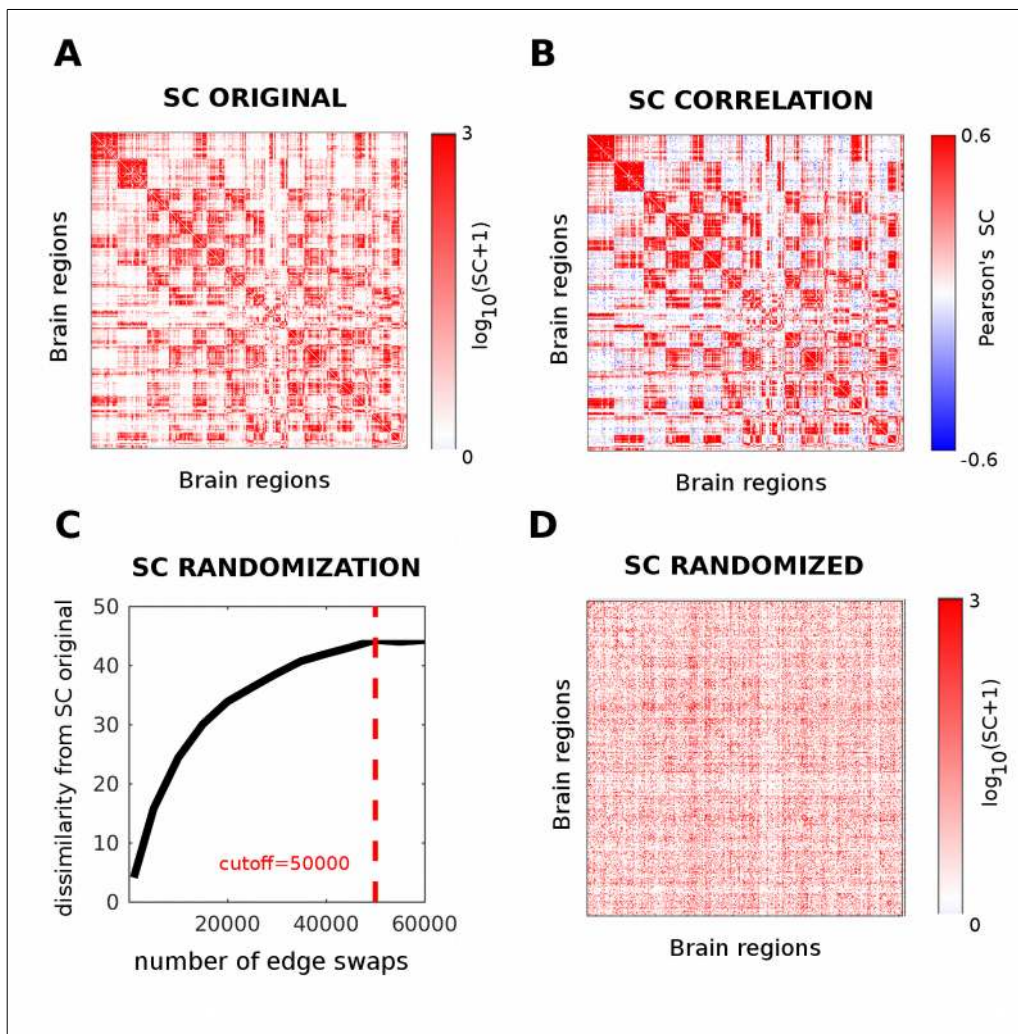 A
SC ORIGINAL
Brain regions
3
log10(SC+1)
0
Brain regions
B
SC CORRELATION
Brain regions
0.6
Pearson's SC
-0.6
Brain regions
C
SC RANDOMIZATION
dissimilarity from SC original
50
40
30
20
10
0
cutoff=50000
20000 40000 60000
number of edge swaps
D
SC RANDOMIZED
Brain regions
3
log10(SC+1)
0
Brain regions